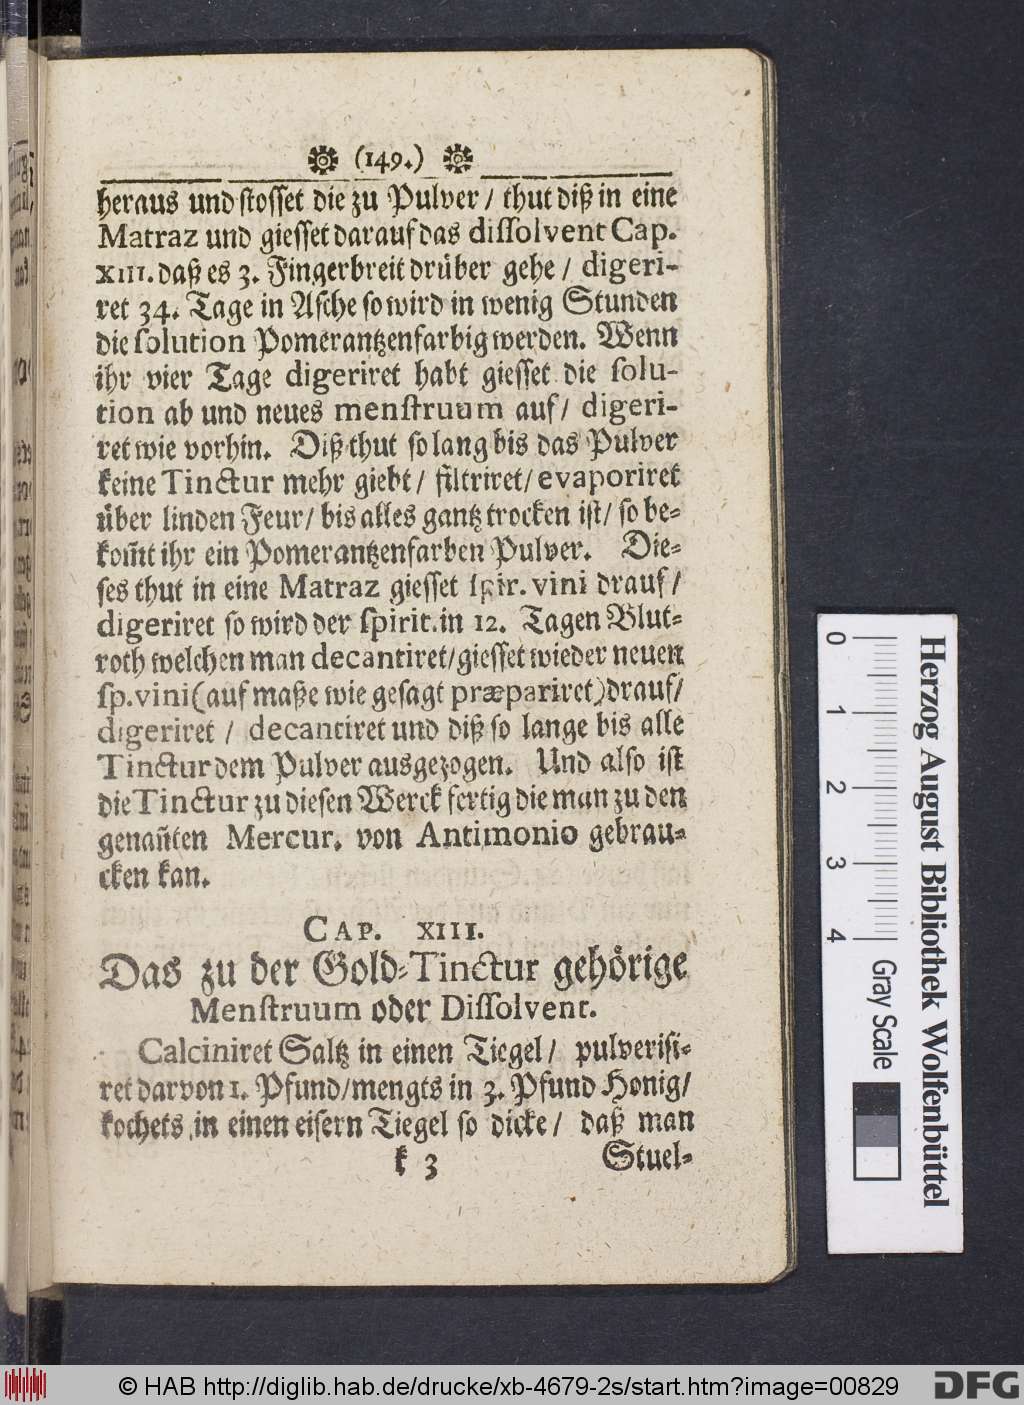 (149.)
heraus und stosset die zu Pulver / thut diß in eine
Matraz und giesset darauf das dissolvent Cap.
XIII. daß es 3. Fingerbreit drüber gehe / digeri-
ret 34. Tage in Asche so wird in wenig Stunden
die solution Pomerantzenfarbig werden. Wenn
ihr vier Tage digeriret habt giesset die solu-
tion ab und neues menstruum auf / digeri-
ret wie vorhin. Diß thut so lang bis das Pulver
keine Tinctur mehr giebt / filtriret / evaporiret
über linden Feur / bis alles gantz trocken ist / so be-
kom̃t ihr ein Pomerantzenfarben Pulver. Die-
ses thut in eine Matraz giesset spir. vini drauf /
digeriret so wird der spirit. in 12. Tagen Blut-
roth welchen man decantiret / giesset wieder neuen
sp. vini (auf maße wie gesagt præpariret) drauf /
digeriret / decantiret und diß so lange bis alle
Tinctur dem Pulver ausgezogen. Und also ist
die Tinctur zu diesen Werck fertig die man zu den
genan̄ten Mercur. von Antimonio gebrau-
cken kan.
CAP. XIII.
Das zu der Gold-Tinctur gehörige
Menstruum oder Dissolvent.
Calciniret Saltz in einen Tiegel / pulverisi-
ret darvon 1. Pfund / mengts in 3. Pfund Honig /
kochets in einen eisern Tiegel so dicke / daß man
k 3 Stuel-
0 1 2 3 4
Gray Scale
Herzog August Bibliothek Wolfenbüttel
© HAB http://diglib.hab.de/drucke/xb-4679-2s/start.htm?image=00829
DFG